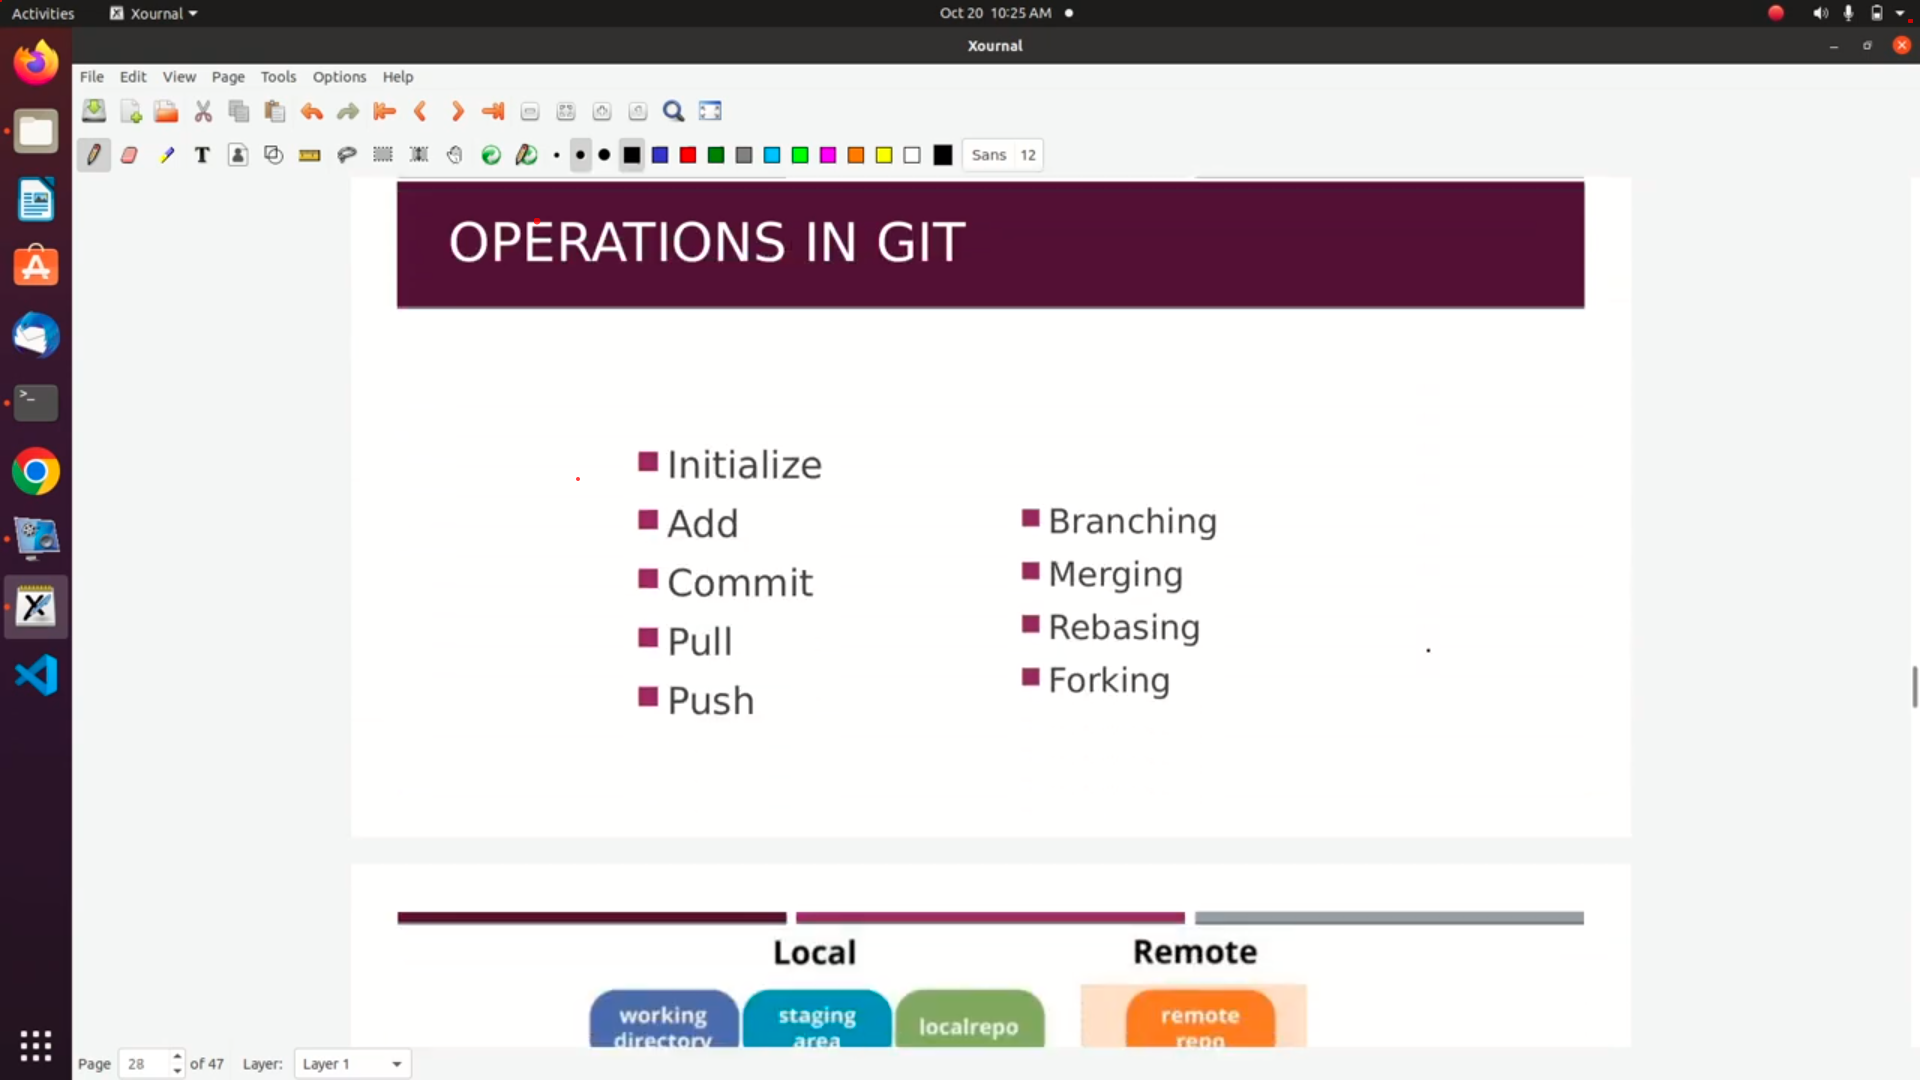 Activities
Xournal
Oct 20 10:25 AM
Xournal
File Edit View Page Tools Options Help
Sans 12
OPERATIONS IN GIT
Initialize
Add
Commit
Pull
Push
Branching
Merging
Rebasing
Forking
Local
Remote
working
directory
staging
area
localrepo
remote
repo
Page 28 of 47 Layer: Layer 1